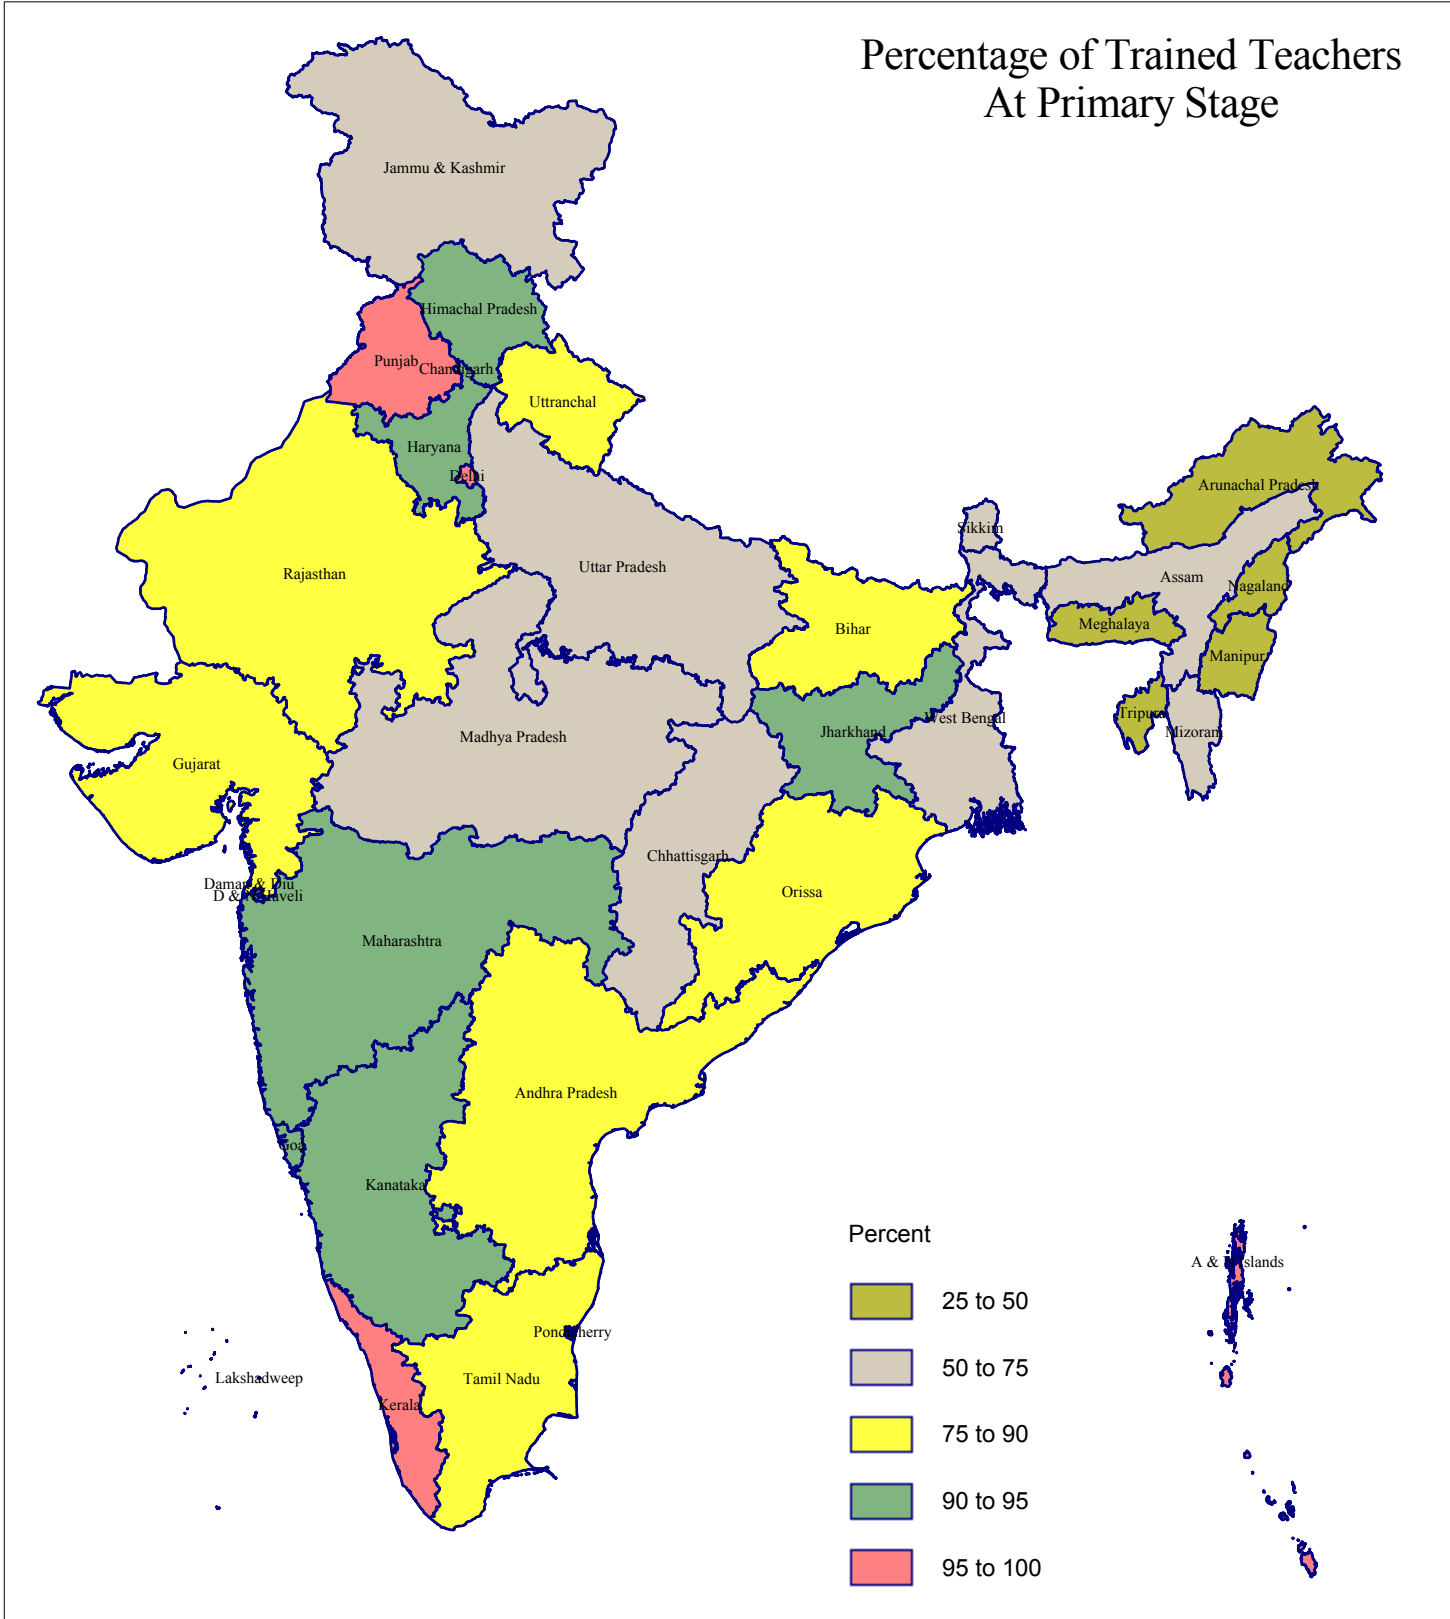 Percentage of Trained Teachers
At Primary Stage
Jammu & Kashmir
Himachal Pradesh
Punjab
Chandigarh
Uttranchal
Haryana
Delhi
Arunachal Pradesh
Sikkim
Rajasthan
Uttar Pradesh
Assam
Nagaland
Bihar
Meghalaya
Manipur
Tripura
West Bengal
Jharkhand
Mizoram
Madhya Pradesh
Gujarat
Chhattisgarh
Daman & Diu
D & N Haveli
Orissa
Maharashtra
Andhra Pradesh
Goa
Kanataka
Percent
A & N Islands
25 to 50
Pondicherry
50 to 75
Lakshadweep
Tamil Nadu
Kerala
75 to 90
90 to 95
95 to 100